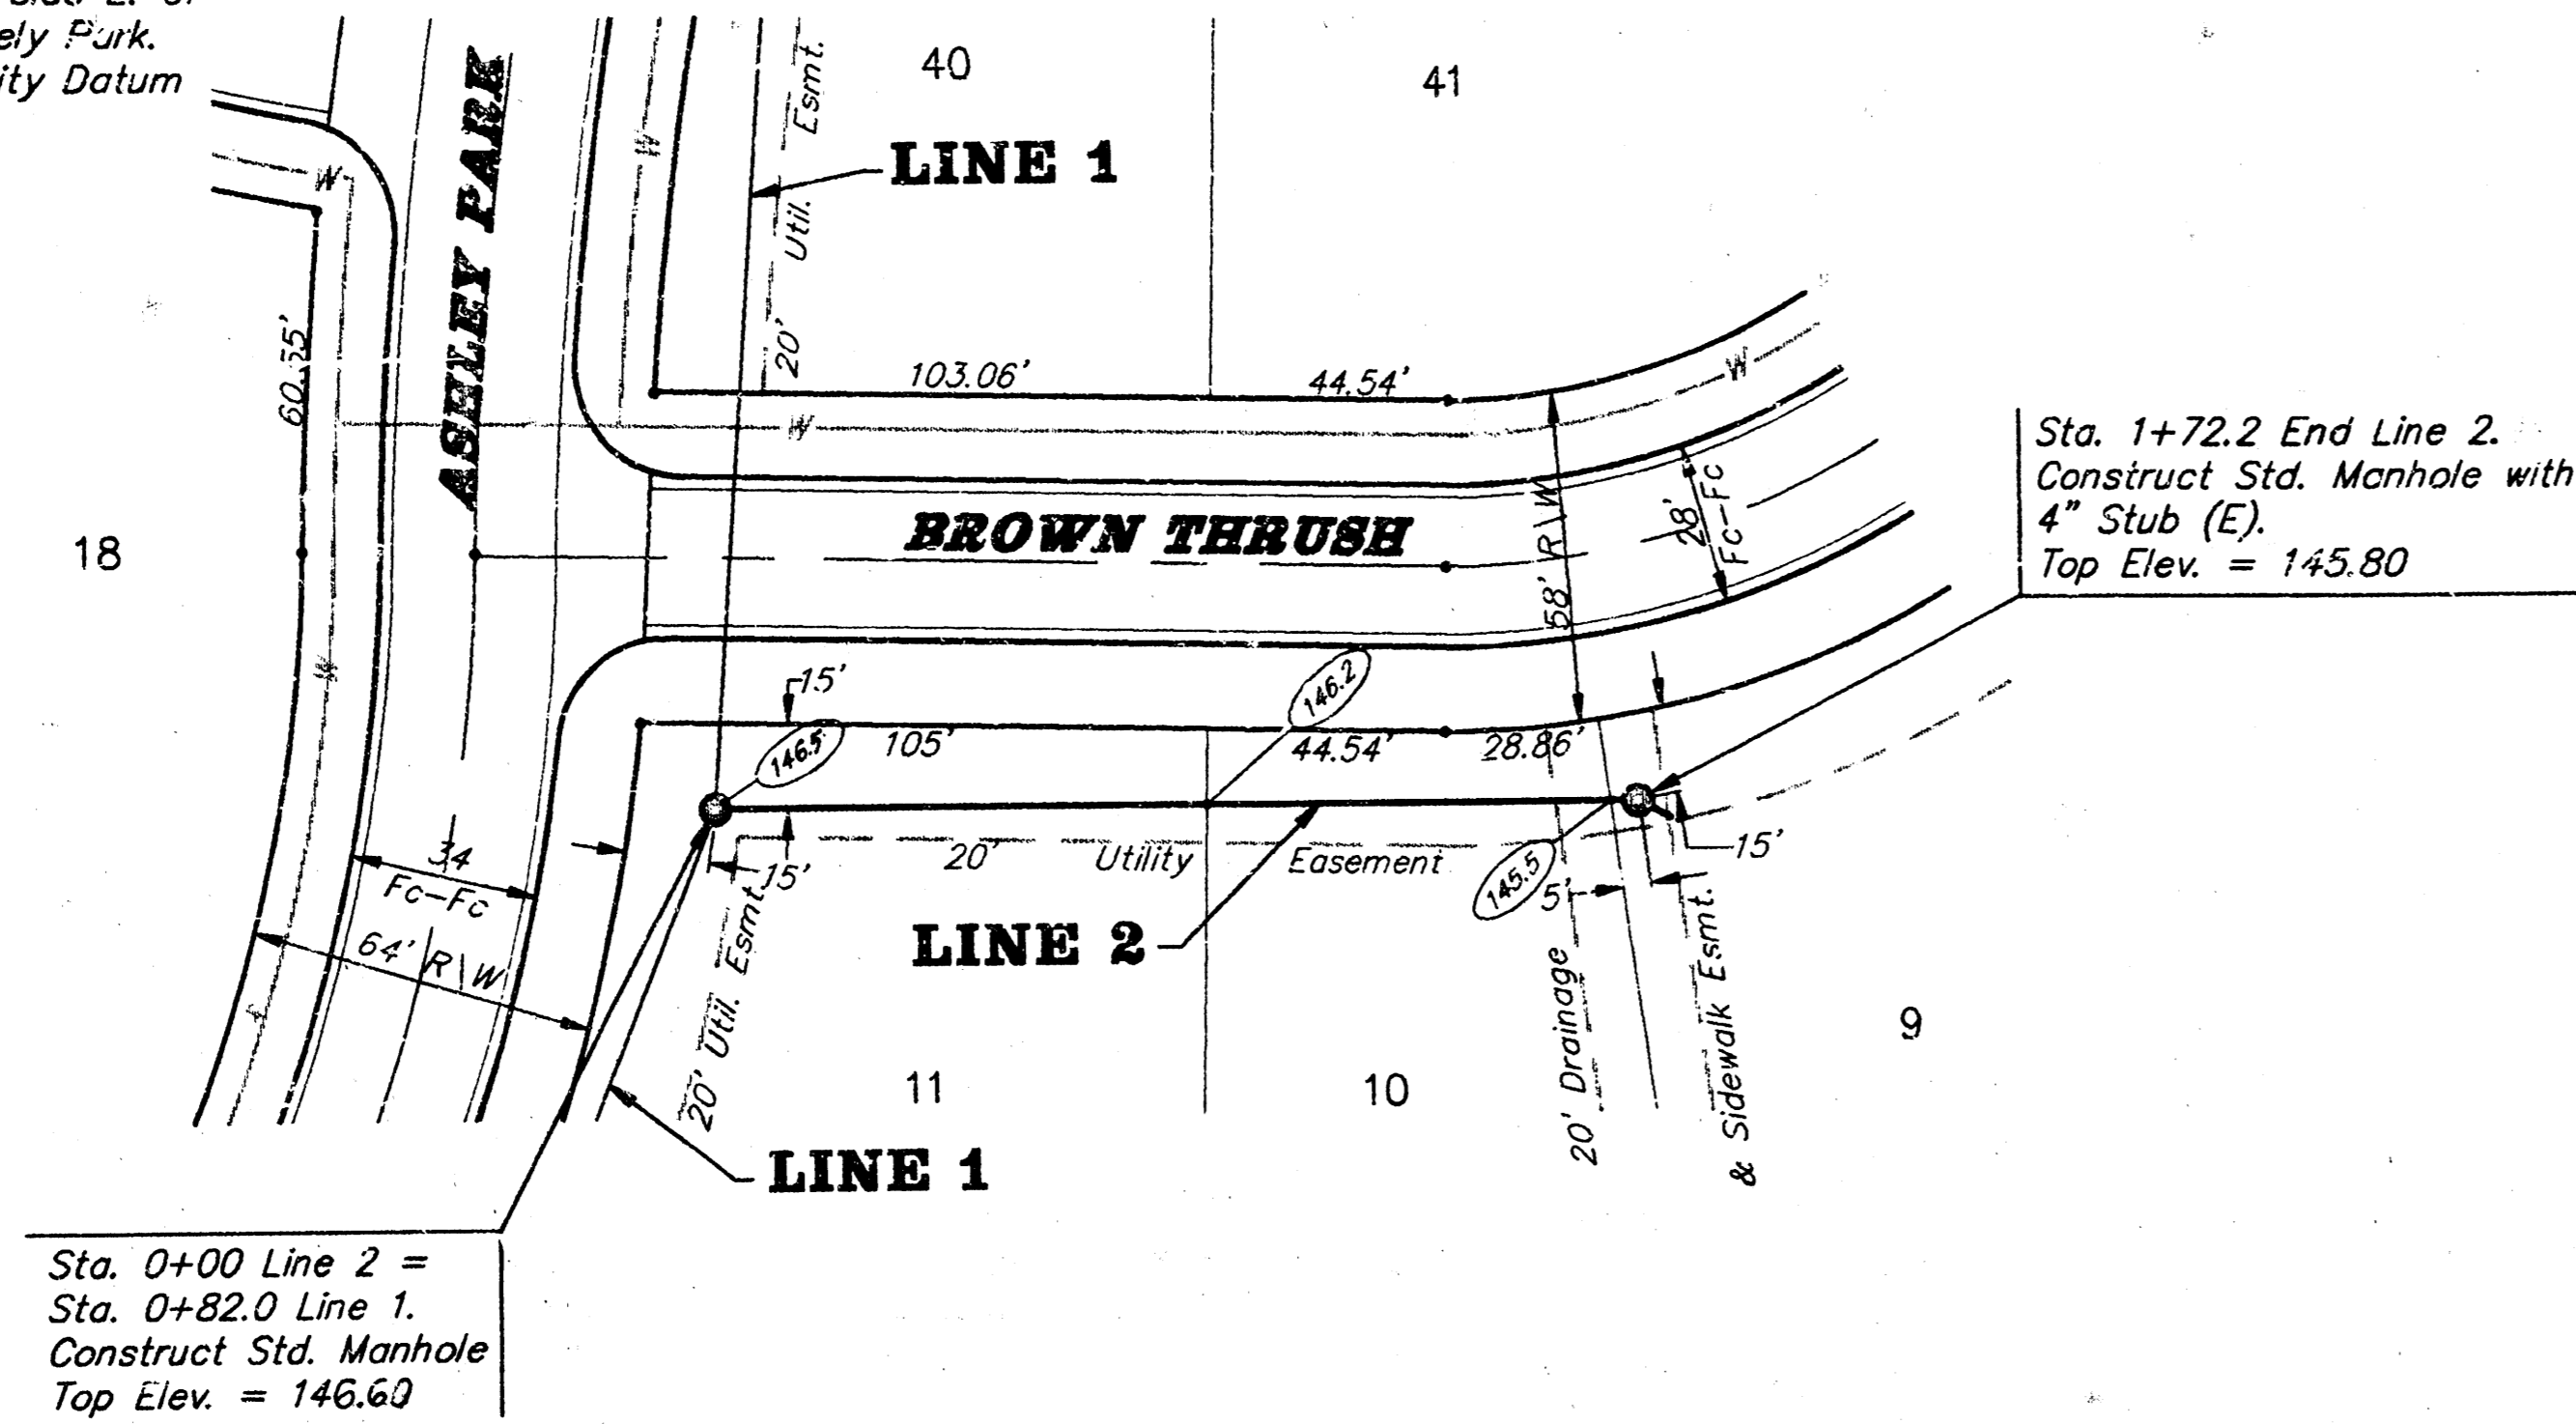 ely Park.
ity Datum
ASHLEY PARK
40
41
20' Util. Esmt.
LINE 1
W
W
60.55'
103.06'
44.54'
W
W
18
BROWN THRUSH
58' R\W
28'
Fc-Fc
Sta. 1+72.2 End Line 2.
Construct Std. Manhole with
4" Stub (E).
Top Elev. = 145.80
W
15'
146.2
146.5
105'
44.54'
28.86'
34
Fc-Fc
64' R\W
15'
20' Utility Easement
145.5
5'
15'
LINE 2
20' Util. Esmt.
20' Drainage
& Sidewalk Esmt.
9
11
10
LINE 1
Sta. 0+00 Line 2 =
Sta. 0+82.0 Line 1.
Construct Std. Manhole
Top Elev. = 146.60